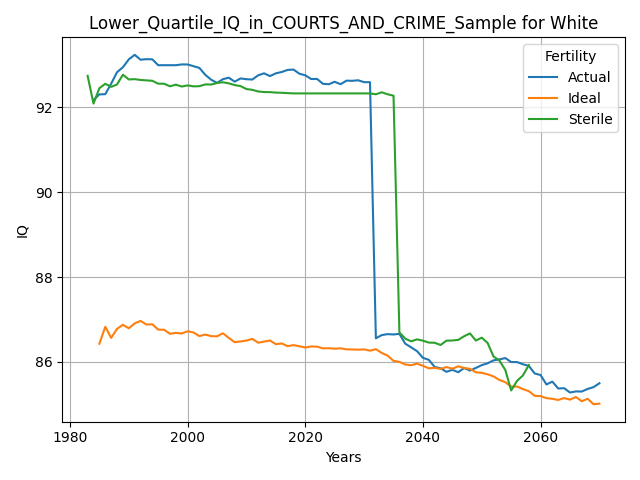 Lower_Quartile_IQ_in_COURTS_AND_CRIME_Sample for White
Fertility
Actual
Ideal
Sterile
IQ
92
90
88
86
1980
2000
2020
2040
2060
Years